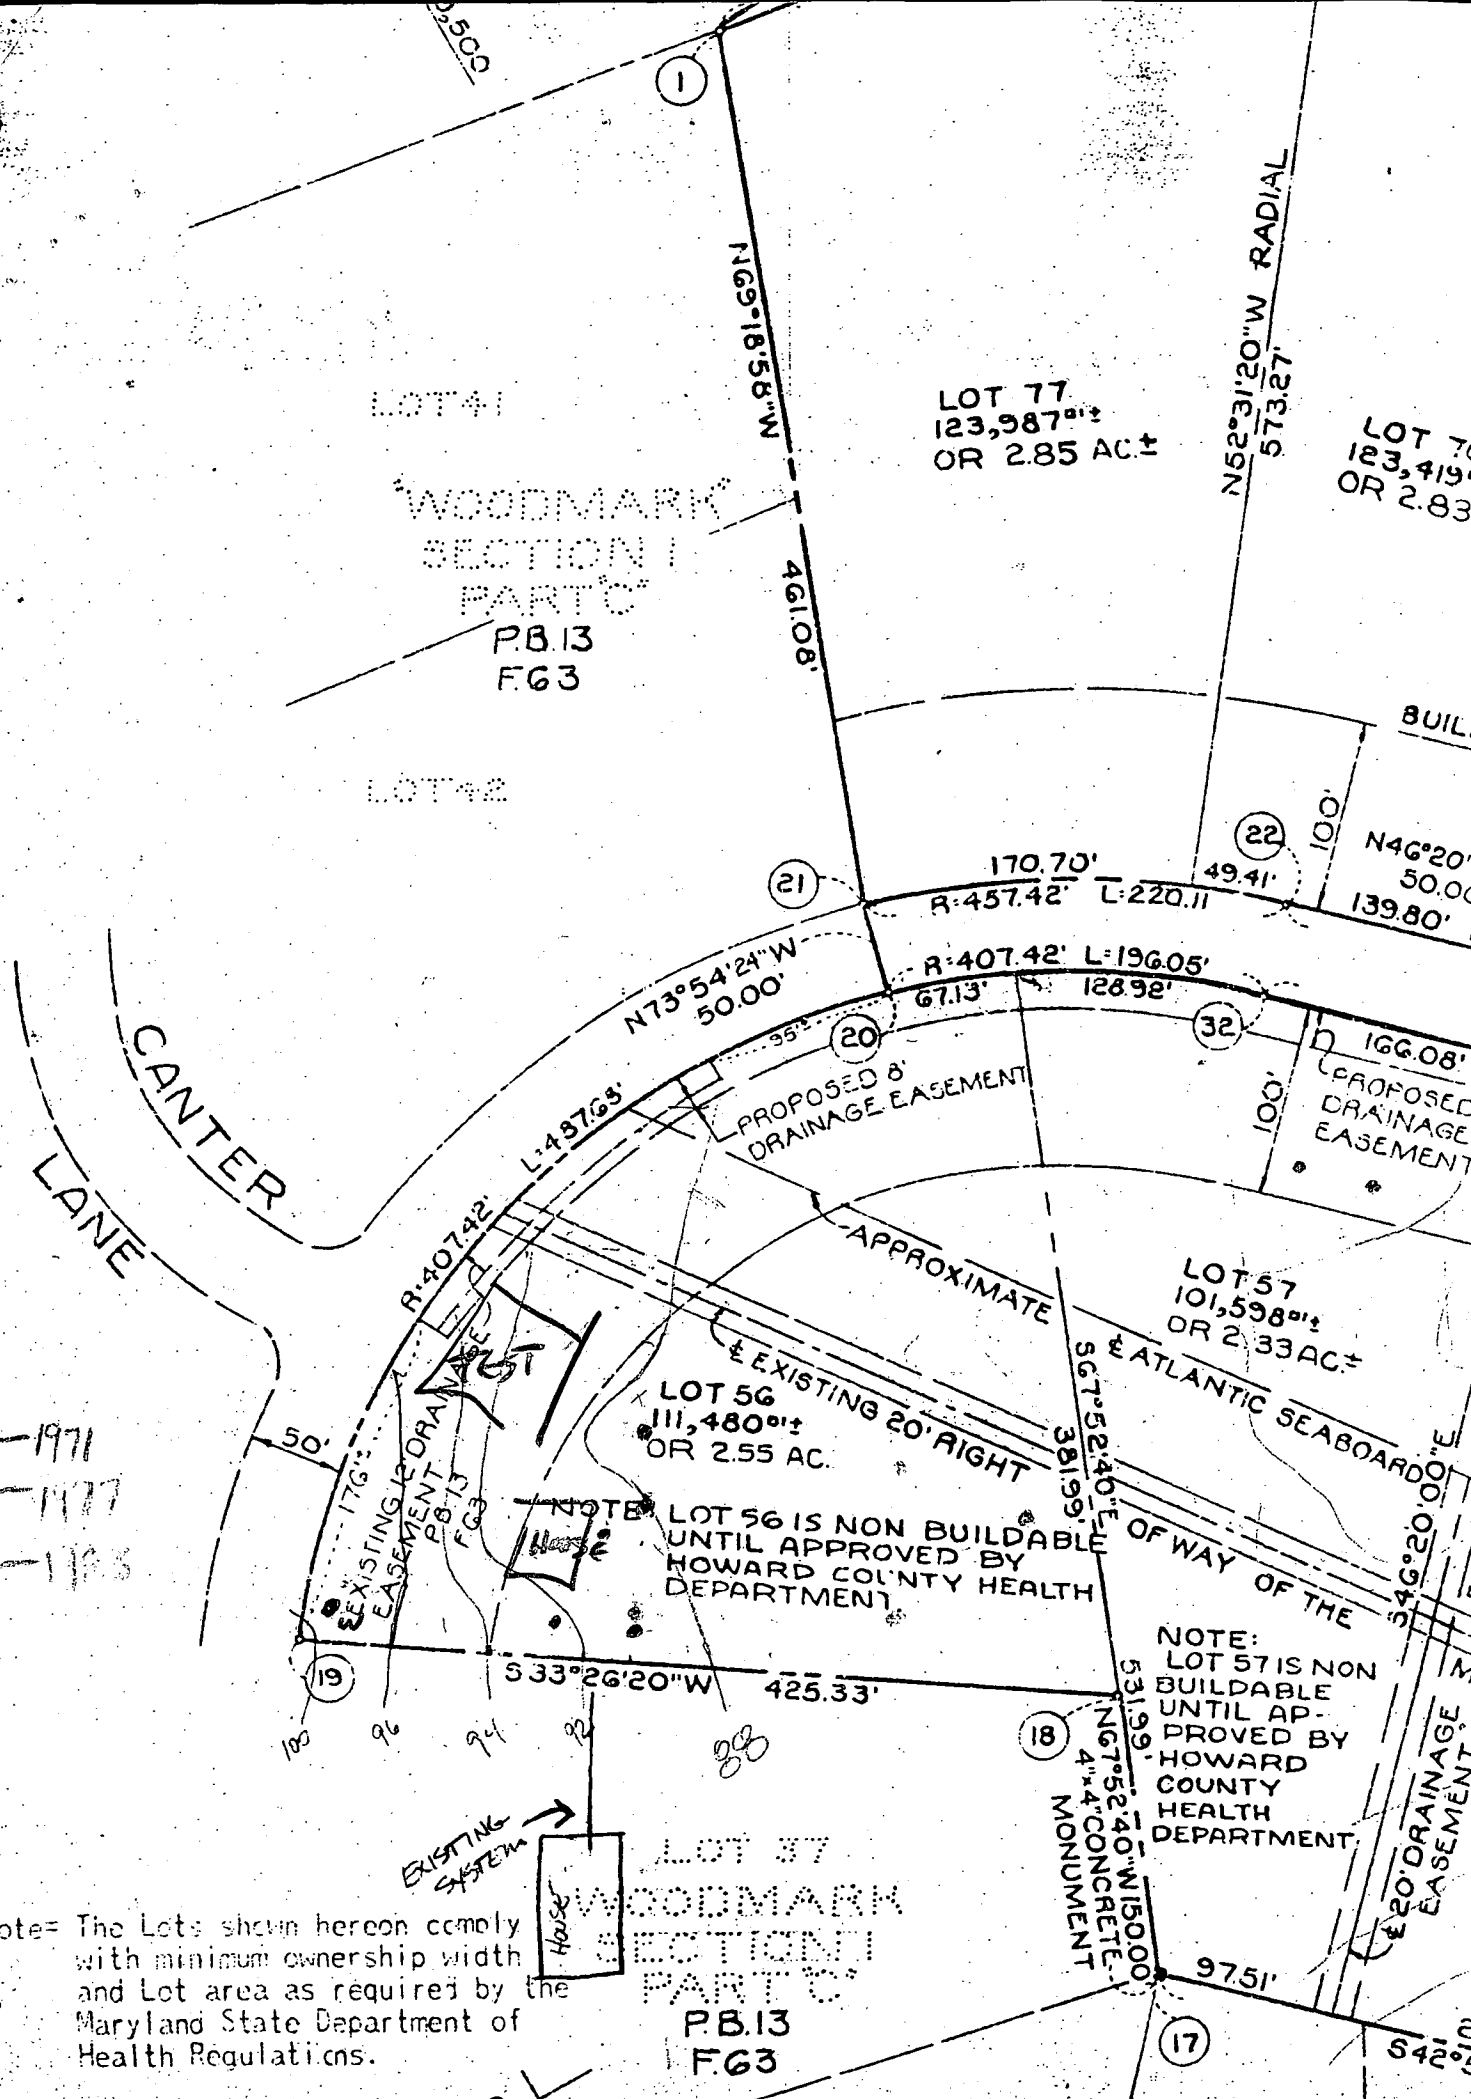 0,500
1
N69°18'58"W
461.08'
LOT 41
"WOODMARK"
SECTION 1
PART "C"
P.B.13
F.63
LOT 42
LOT 77
123,987□'±
OR 2.85 AC.±
N52°31'20"W RADIAL
573.27'
LOT 76
123,419
OR 2.83
BUIL
100'
22
N46°20'
50.00
139.80'
21
170.70'
49.41'
R=457.42' L=220.11
N73°54'24"W
50.00'
R=407.42' L=196.05'
67.13'
128.92'
95'±
20
32
166.08'
PROPOSED 8'
DRAINAGE EASEMENT
100'
PROPOSED
DRAINAGE
EASEMENT
CANTER
LANE
R=407.42' L=437.63'
APPROXIMATE
℄ ATLANTIC SEABOARD
LOT 57
101,598□'±
OR 2.33 AC.±
TEST
LOT 56
111,480□'±
OR 2.55 AC.
℄ EXISTING 20' RIGHT
OF WAY OF THE
S67°52'40"E
381.99'
531.99'
S46°20'00"E
50'
-1971
-1977
176'±
℄ EXISTING 12' DRAINAGE
EASEMENT
P.B.13
F.63
House
NOTE: LOT 56 IS NON BUILDABLE
UNTIL APPROVED BY
HOWARD COUNTY HEALTH
DEPARTMENT.
19
S33°26'20"W 425.33'
18
100
96
94
92
88
NOTE:
LOT 57 IS NON
BUILDABLE
UNTIL AP-
PROVED BY
HOWARD
COUNTY
HEALTH
DEPARTMENT.
N67°52'40"W 150.00
4"x4" CONCRETE
MONUMENT
℄ 20' DRAINAGE
EASEMENT
EXISTING
SYSTEM
House
LOT 37
WOODMARK
SECTION 1
PART "C"
P.B.13
F.63
ote= The Lots shown hereon comply
with minimum ownership width
and Lot area as required by the
Maryland State Department of
Health Regulations.
97.51'
17
S42°